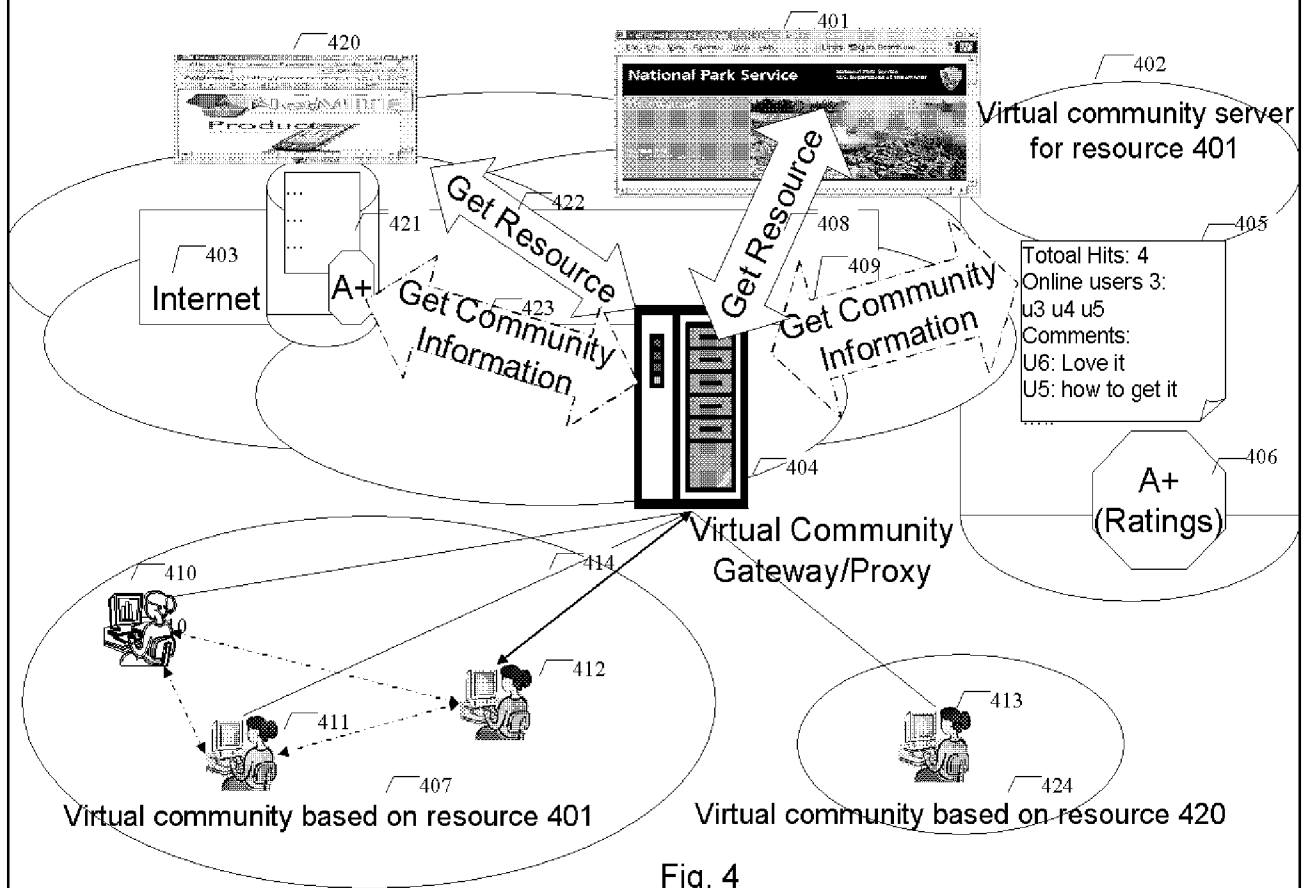 420
401
402
National Park Service
Products
Virtual community server
for resource 401
Get Resource
422
421
403
Internet
A+
Get Community
Information
423
Get Resource
408
409
Get Community
Information
405
Totoal Hits: 4
Online users 3:
u3 u4 u5
Comments:
U6: Love it
U5: how to get it
.....
404
406
A+
(Ratings)
Virtual Community
Gateway/Proxy
414
410
412
411
413
407
424
Virtual community based on resource 401
Virtual community based on resource 420
Fig. 4